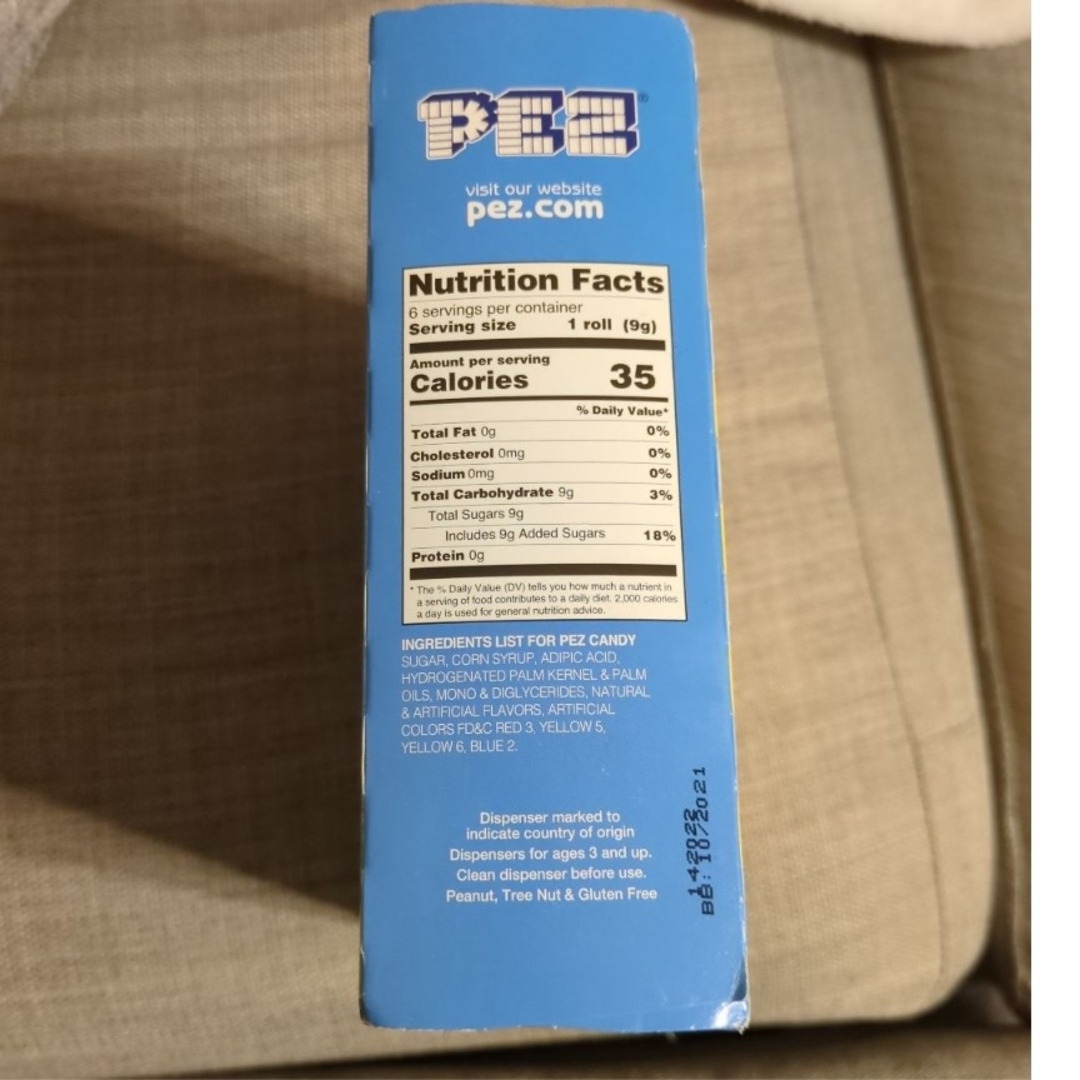 PEZ®
visit our website
pez.com
Nutrition Facts
6 servings per container
Serving size 1 roll (9g)
Amount per serving
Calories 35
% Daily Value*
Total Fat 0g 0%
Cholesterol 0mg 0%
Sodium 0mg 0%
Total Carbohydrate 9g 3%
Total Sugars 9g
Includes 9g Added Sugars 18%
Protein 0g
* The % Daily Value (DV) tells you how much a nutrient in
a serving of food contributes to a daily diet. 2,000 calories
a day is used for general nutrition advice.
INGREDIENTS LIST FOR PEZ CANDY
SUGAR, CORN SYRUP, ADIPIC ACID,
HYDROGENATED PALM KERNEL & PALM
OILS, MONO & DIGLYCERIDES, NATURAL
& ARTIFICIAL FLAVORS, ARTIFICIAL
COLORS FD&C RED 3, YELLOW 5,
YELLOW 6, BLUE 2.
Dispenser marked to
indicate country of origin
Dispensers for ages 3 and up.
Clean dispenser before use.
Peanut, Tree Nut & Gluten Free
BB: 10/2021